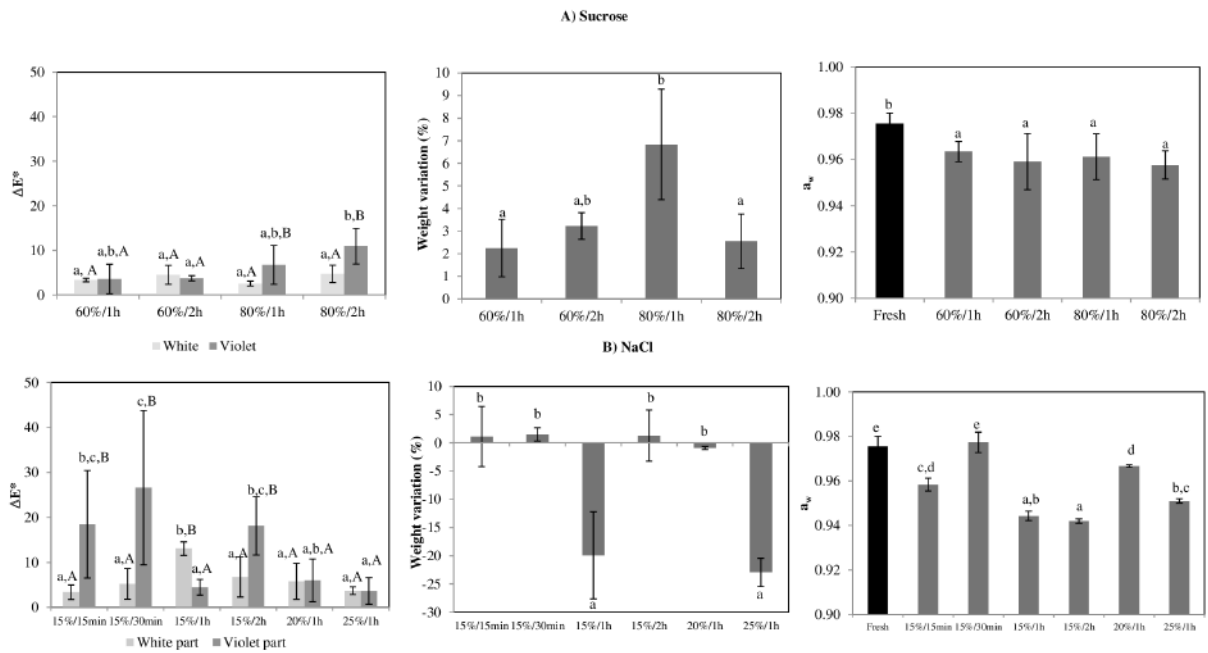 A) Sucrose
50
40
30
20
10
0
ΔE*
a,A
a,b,A
a,A
a,A
a,A
a,b,B
a,A
b,B
60%/1h 60%/2h 80%/1h 80%/2h
White Violet
10
9
8
7
6
5
4
3
2
1
0
Weight variation (%)
a
a,b
b
a
60%/1h 60%/2h 80%/1h 80%/2h
1.00
0.98
0.96
0.94
0.92
0.90
a_w
b
a
a
a
a
Fresh 60%/1h 60%/2h 80%/1h 80%/2h
B) NaCl
50
40
30
20
10
0
ΔE*
a,A
b,c,B
a,A
c,B
b,B
a,A
a,A
b,c,B
a,A
a,b,A
a,A
a,A
15%/15min 15%/30min 15%/1h 15%/2h 20%/1h 25%/1h
White part Violet part
10
5
0
-5
-10
-15
-20
-25
-30
Weight variation (%)
b
b
a
b
b
a
15%/15min 15%/30min 15%/1h 15%/2h 20%/1h 25%/1h
1.00
0.98
0.96
0.94
0.92
0.90
a_w
e
c,d
e
a,b
a
d
b,c
Fresh 15%/15min 15%/30min 15%/1h 15%/2h 20%/1h 25%/1h